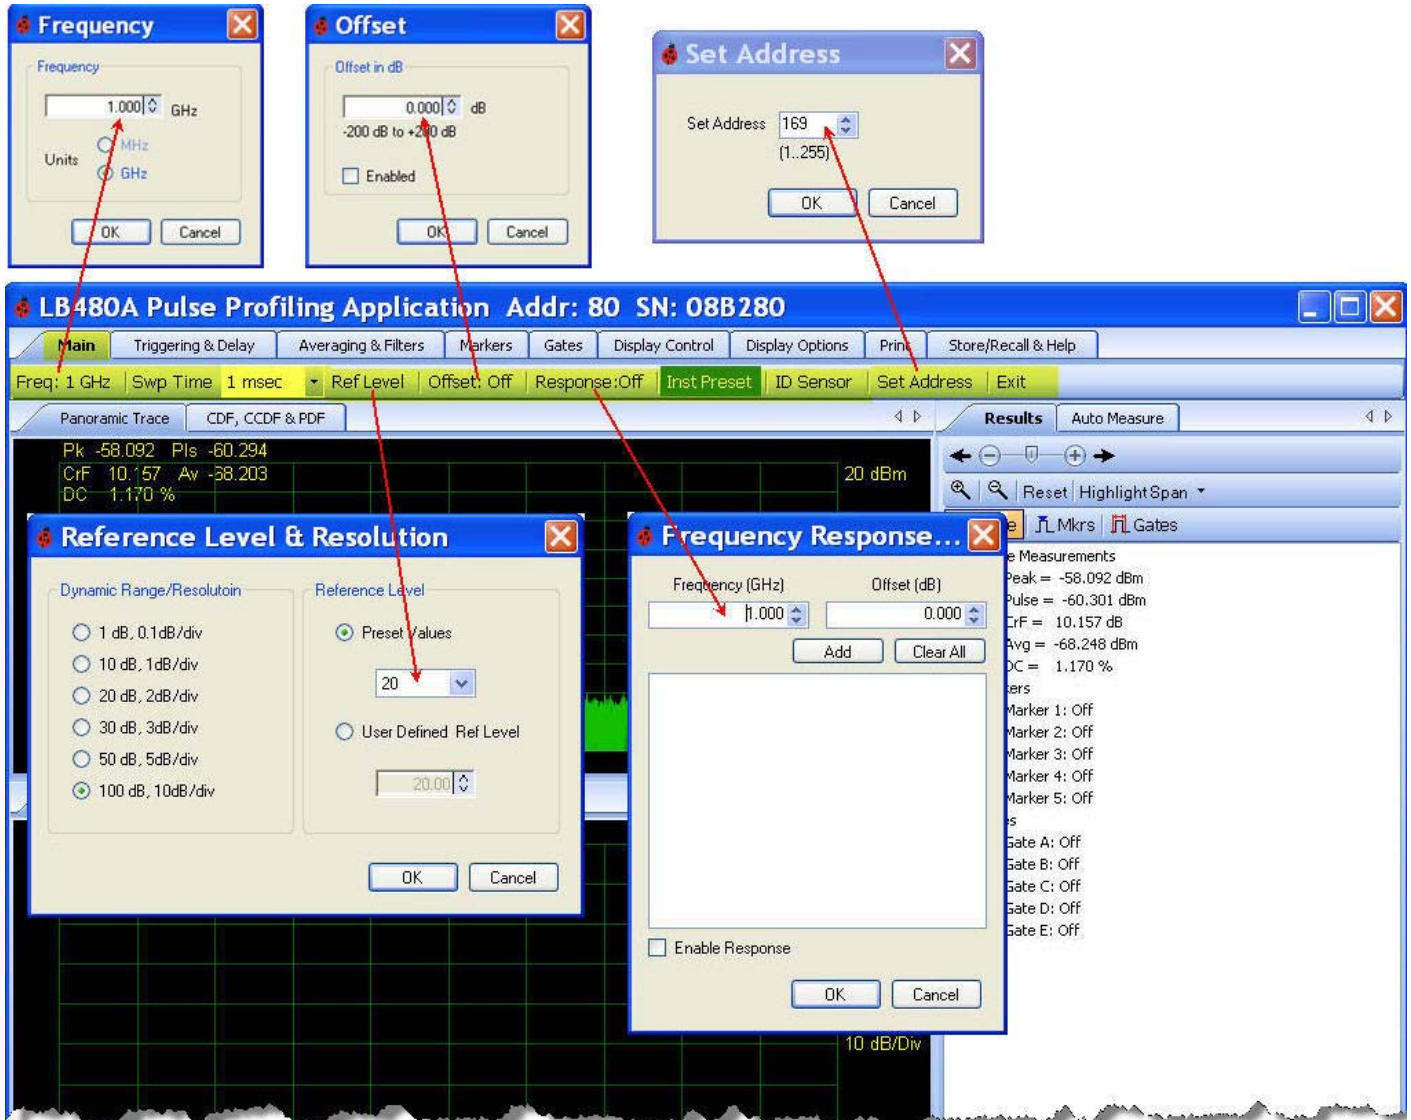 Frequency
Frequency
1.000 GHz
Units
MHz
GHz
OK Cancel
Offset
Offset in dB
0.000 dB
-200 dB to +200 dB
Enabled
OK Cancel
Set Address
Set Address 169
(1..255)
OK Cancel
LB480A Pulse Profiling Application Addr: 80 SN: 08B280
Main Triggering & Delay Averaging & Filters Markers Gates Display Control Display Options Print Store/Recall & Help
Freq: 1 GHz Swp Time 1 msec Ref Level Offset: Off Response:Off Inst Preset ID Sensor Set Address Exit
Panoramic Trace CDF, CCDF & PDF
Pk -58.092 Pls -60.294
CrF 10.157 Av -68.203
DC 1.170 %
20 dBm
Reference Level & Resolution
Dynamic Range/Resolutoin
1 dB, 0.1dB/div
10 dB, 1dB/div
20 dB, 2dB/div
30 dB, 3dB/div
50 dB, 5dB/div
100 dB, 10dB/div
Reference Level
Preset Values
20
User Defined Ref Level
20.00
OK Cancel
Frequency Response...
Frequency (GHz) Offset (dB)
1.000 0.000
Add Clear All
Enable Response
OK Cancel
10 dB/Div
Results Auto Measure
Reset Highlight Span
e Mkrs Gates
e Measurements
Peak = -58.092 dBm
Pulse = -60.301 dBm
CrF = 10.157 dB
Avg = -68.248 dBm
DC = 1.170 %
ers
Marker 1: Off
Marker 2: Off
Marker 3: Off
Marker 4: Off
Marker 5: Off
s
Gate A: Off
Gate B: Off
Gate C: Off
Gate D: Off
Gate E: Off